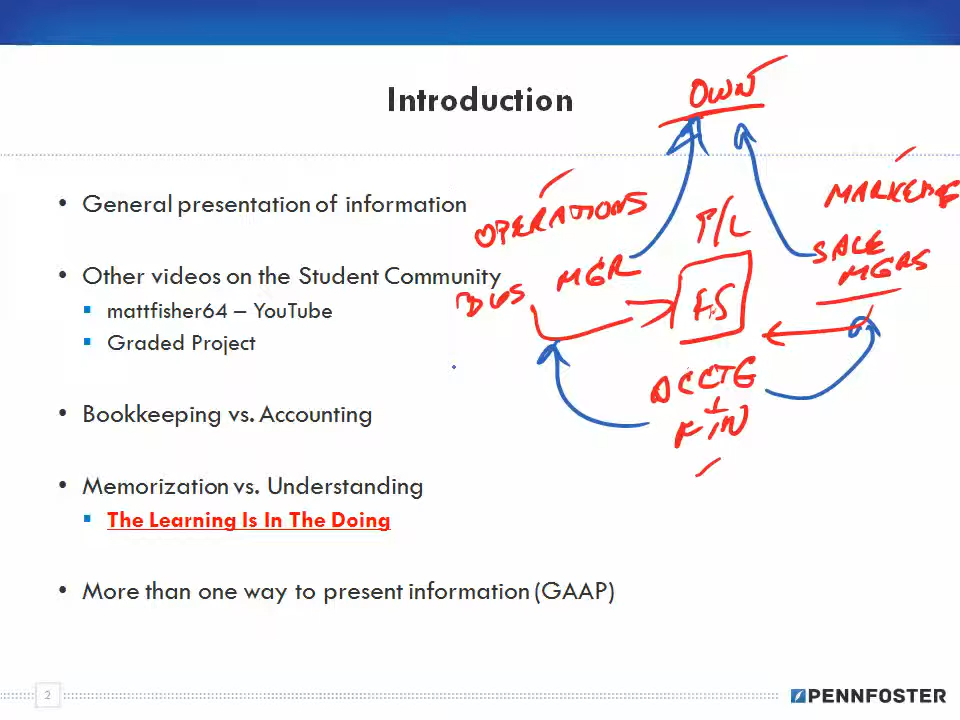 Introduction
OWN
• General presentation of information
OPERATIONS
MGR
MARKETING
SALE
MGRS
P/L
FS
• Other videos on the Student Community
▪ mattfisher64 – YouTube
▪ Graded Project
BUS
ACCTG
+
FIN
• Bookkeeping vs. Accounting
• Memorization vs. Understanding
▪ The Learning Is In The Doing
• More than one way to present information (GAAP)
2
PENNFOSTER